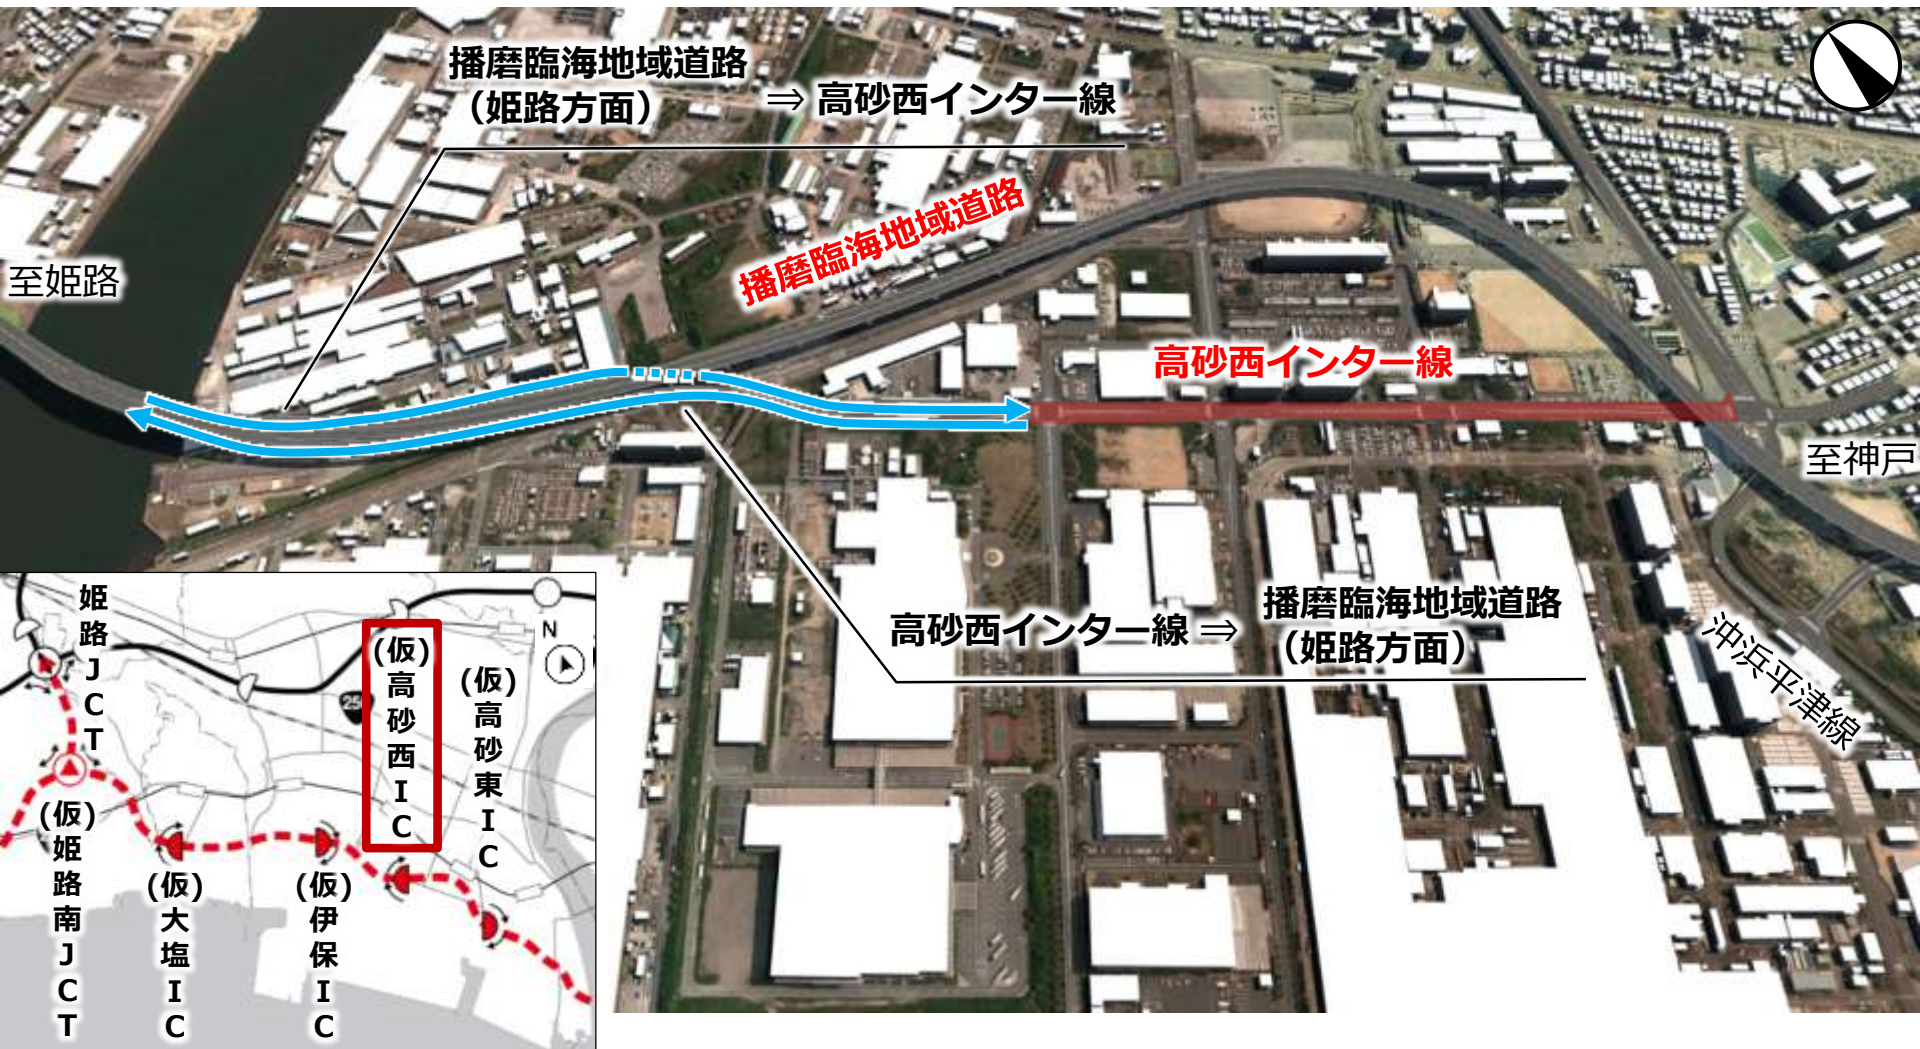 播磨臨海地域道路
（姫路方面）
⇒ 高砂西インター線
播磨臨海地域道路
至姫路
高砂西インター線
至神戸
高砂西インター線 ⇒
播磨臨海地域道路
（姫路方面）
沖浜平津線
姫路JCT
N
(仮)高砂西IC
(仮)高砂東IC
250
(仮)姫路南JCT
(仮)大塩IC
(仮)伊保IC